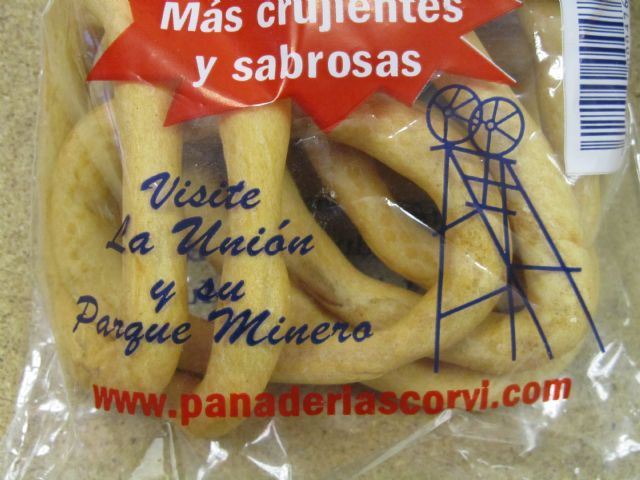 Más crujientes
y sabrosas
Visite
La Unión
y su
Parque Minero
www.panaderiascorvi.com